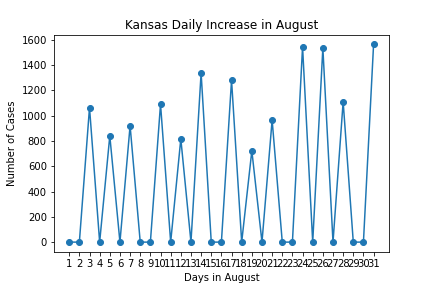 Kansas Daily Increase in August
Number of Cases
1600
1400
1200
1000
800
600
400
200
0
1 2 3 4 5 6 7 8 9 10 11 12 13 14 15 16 17 18 19 20 21 22 23 24 25 26 27 28 29 30 31
Days in August